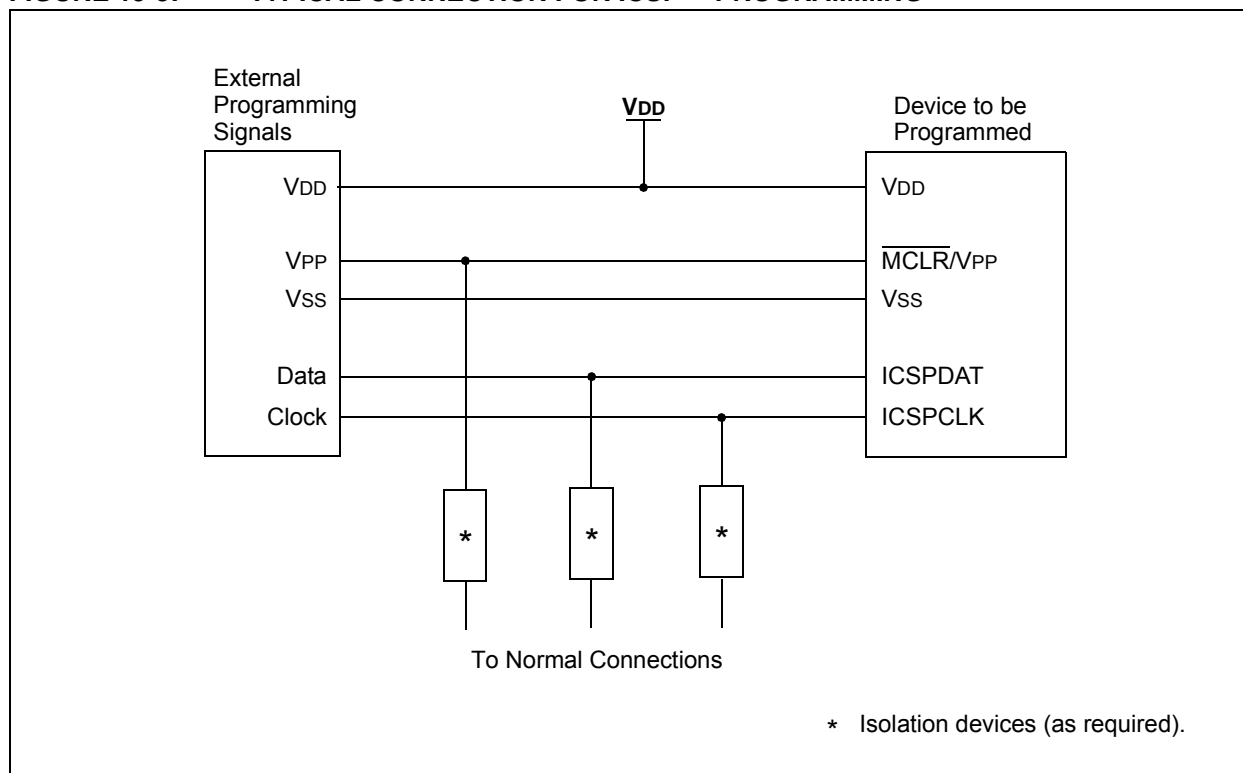 External
Programming
Signals
VDD
Device to be
Programmed
VDD
VDD
VPP
MCLR/VPP
VSS
VSS
Data
ICSPDAT
Clock
ICSPCLK
*
*
*
To Normal Connections
* Isolation devices (as required).